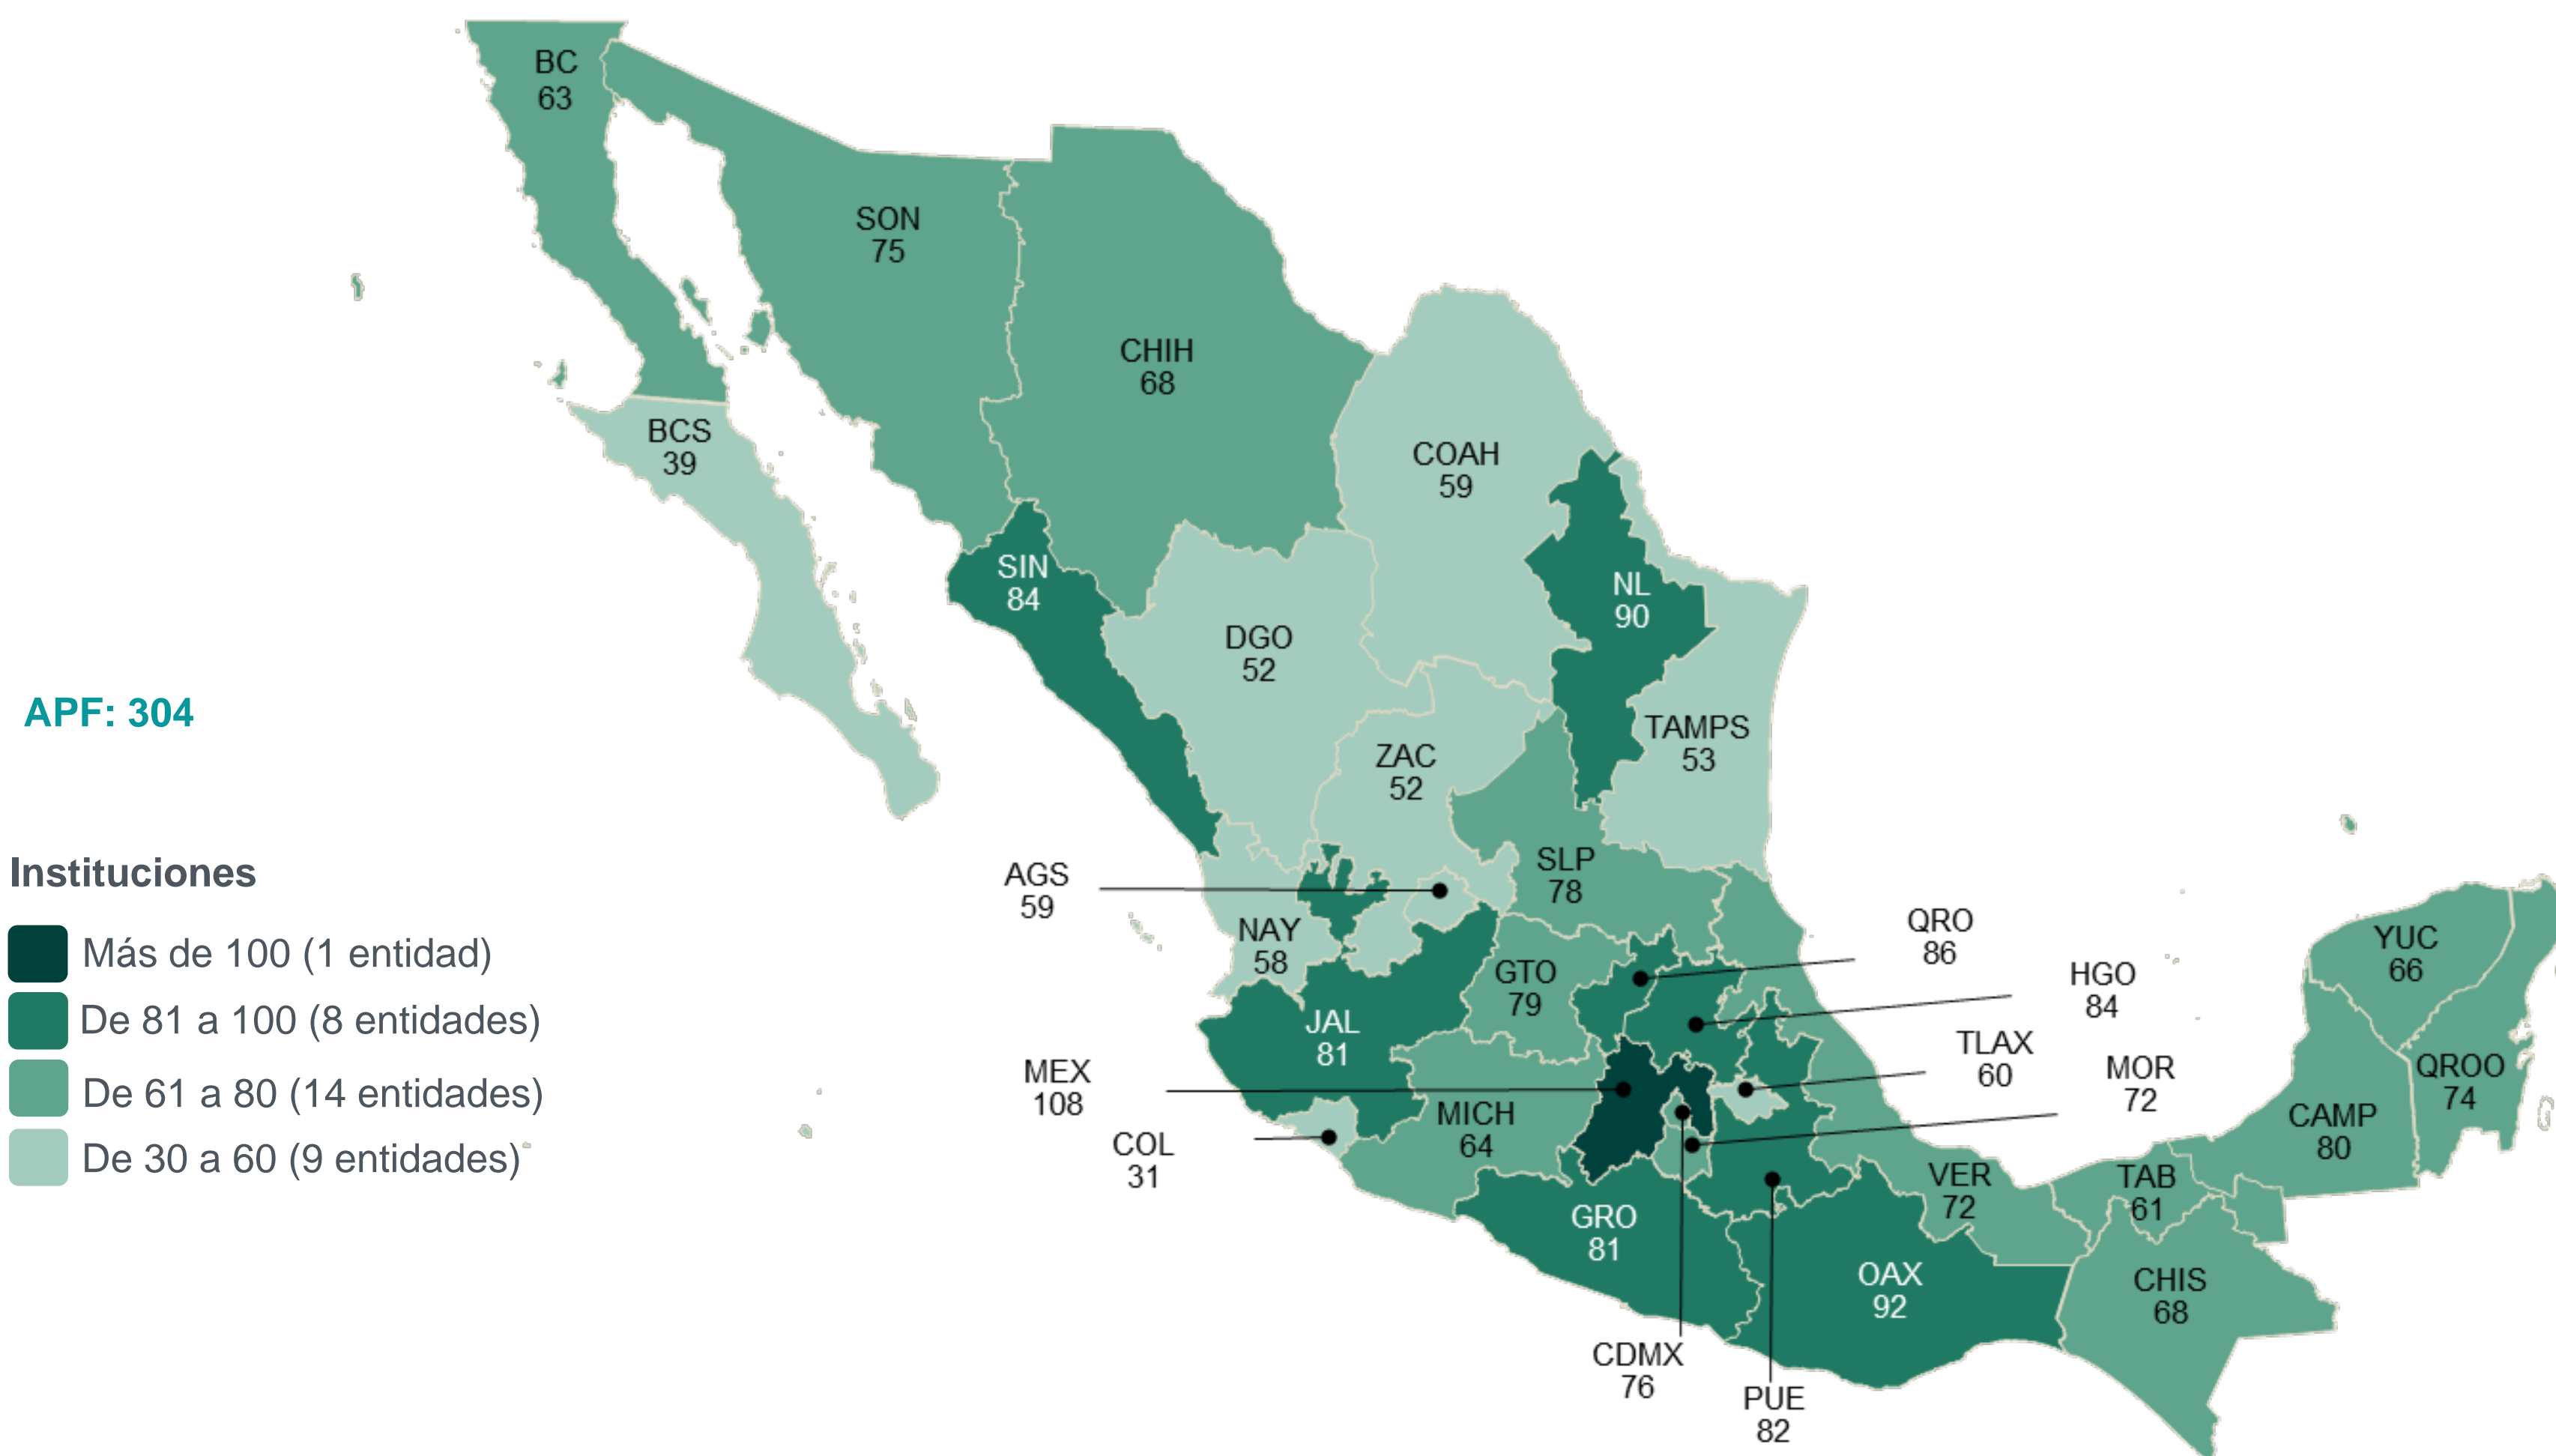 BC
63
SON
75
CHIH
68
BCS
39
COAH
59
SIN
84
NL
90
DGO
52
APF: 304
TAMPS
53
ZAC
52
Instituciones
Más de 100 (1 entidad)
De 81 a 100 (8 entidades)
De 61 a 80 (14 entidades)
De 30 a 60 (9 entidades)
AGS
59
SLP
78
NAY
58
QRO
86
GTO
79
HGO
84
YUC
66
JAL
81
TLAX
60
MOR
72
QROO
74
MEX
108
COL
31
MICH
64
CAMP
80
VER
72
TAB
61
GRO
81
OAX
92
CHIS
68
CDMX
76
PUE
82